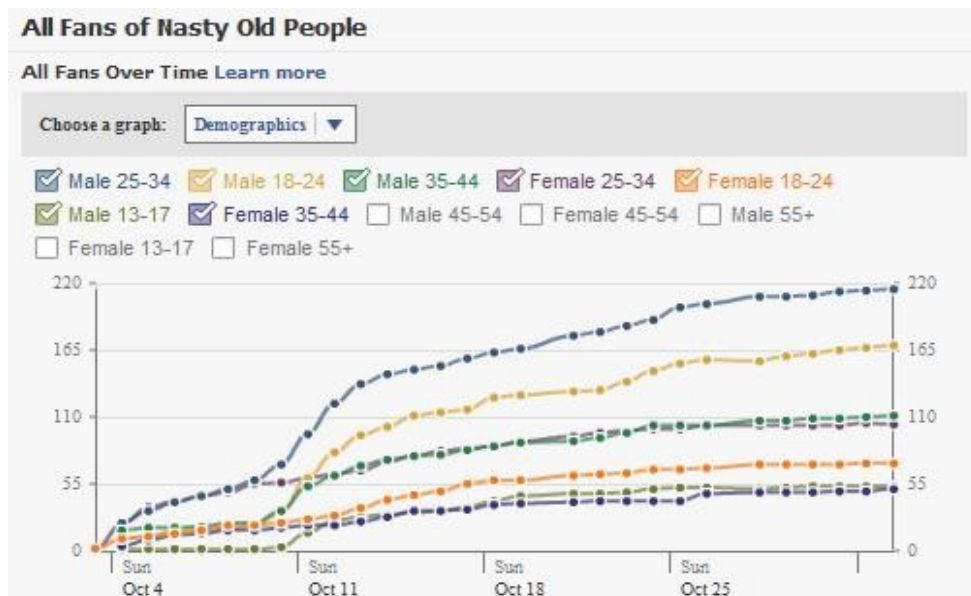 All Fans of Nasty Old People
All Fans Over Time Learn more
Choose a graph: Demographics
Male 25-34 Male 18-24 Male 35-44 Female 25-34 Female 18-24
Male 13-17 Female 35-44 Male 45-54 Female 45-54 Male 55+
Female 13-17 Female 55+
220 220
165 165
110 110
55 55
0 0
Sun Sun Sun Sun
Oct 4 Oct 11 Oct 18 Oct 25